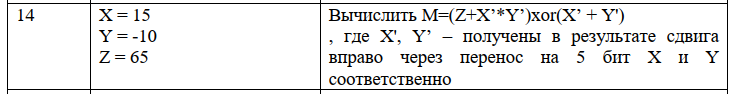 14 X = 15 Вычислить M=(Z+X’*Y’)xor(X’ + Y')
Y = -10 , где X', Y’ – получены в результате сдвига
Z = 65 вправо через перенос на 5 бит X и Y
соответственно